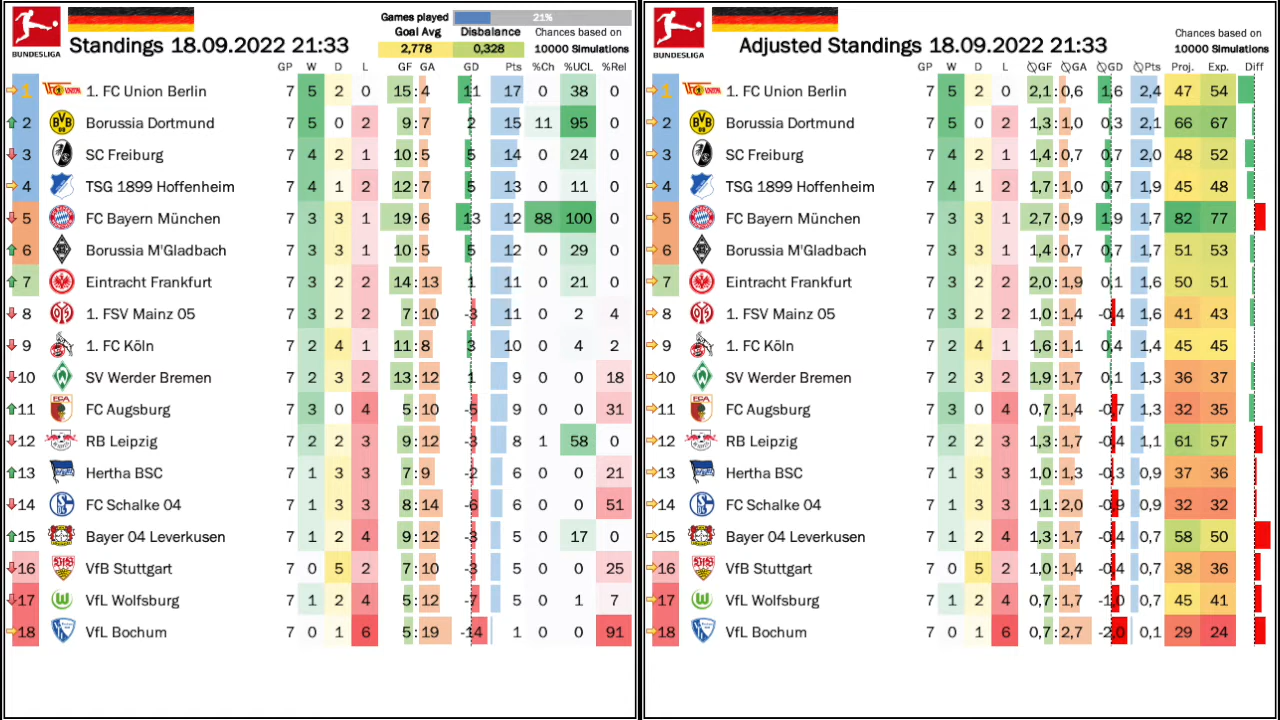 BUNDESLIGA
Standings 18.09.2022 21:33
Games played 21%
Goal Avg Disbalance Chances based on
2,778 0,328 10000 Simulations
GP W D L GF GA GD Pts %Ch %UCL %Rel
1 1. FC Union Berlin 7 5 2 0 15 : 4 11 17 0 38 0
2 Borussia Dortmund 7 5 0 2 9 : 7 2 15 11 95 0
3 SC Freiburg 7 4 2 1 10 : 5 5 14 0 24 0
4 TSG 1899 Hoffenheim 7 4 1 2 12 : 7 5 13 0 11 0
5 FC Bayern München 7 3 3 1 19 : 6 13 12 88 100 0
6 Borussia M'Gladbach 7 3 3 1 10 : 5 5 12 0 29 0
7 Eintracht Frankfurt 7 3 2 2 14 : 13 1 11 0 21 0
8 1. FSV Mainz 05 7 3 2 2 7 : 10 -3 11 0 2 4
9 1. FC Köln 7 2 4 1 11 : 8 3 10 0 4 2
10 SV Werder Bremen 7 2 3 2 13 : 12 1 9 0 0 18
11 FC Augsburg 7 3 0 4 5 : 10 -5 9 0 0 31
12 RB Leipzig 7 2 2 3 9 : 12 -3 8 1 58 0
13 Hertha BSC 7 1 3 3 7 : 9 -2 6 0 0 21
14 FC Schalke 04 7 1 3 3 8 : 14 -6 6 0 0 51
15 Bayer 04 Leverkusen 7 1 2 4 9 : 12 -3 5 0 17 0
16 VfB Stuttgart 7 0 5 2 7 : 10 -3 5 0 0 25
17 VfL Wolfsburg 7 1 2 4 5 : 12 -7 5 0 1 7
18 VfL Bochum 7 0 1 6 5 : 19 -14 1 0 0 91
BUNDESLIGA
Adjusted Standings 18.09.2022 21:33
Chances based on
10000 Simulations
GP W D L ∅GF ∅GA ∅GD ∅Pts Proj. Exp. Diff
1 1. FC Union Berlin 7 5 2 0 2,1 : 0,6 1,6 2,4 47 54
2 Borussia Dortmund 7 5 0 2 1,3 : 1,0 0,3 2,1 66 67
3 SC Freiburg 7 4 2 1 1,4 : 0,7 0,7 2,0 48 52
4 TSG 1899 Hoffenheim 7 4 1 2 1,7 : 1,0 0,7 1,9 45 48
5 FC Bayern München 7 3 3 1 2,7 : 0,9 1,9 1,7 82 77
6 Borussia M'Gladbach 7 3 3 1 1,4 : 0,7 0,7 1,7 51 53
7 Eintracht Frankfurt 7 3 2 2 2,0 : 1,9 0,1 1,6 50 51
8 1. FSV Mainz 05 7 3 2 2 1,0 : 1,4 -0,4 1,6 41 43
9 1. FC Köln 7 2 4 1 1,6 : 1,1 0,4 1,4 45 45
10 SV Werder Bremen 7 2 3 2 1,9 : 1,7 0,1 1,3 36 37
11 FC Augsburg 7 3 0 4 0,7 : 1,4 -0,7 1,3 32 35
12 RB Leipzig 7 2 2 3 1,3 : 1,7 -0,4 1,1 61 57
13 Hertha BSC 7 1 3 3 1,0 : 1,3 -0,3 0,9 37 36
14 FC Schalke 04 7 1 3 3 1,1 : 2,0 -0,9 0,9 32 32
15 Bayer 04 Leverkusen 7 1 2 4 1,3 : 1,7 -0,4 0,7 58 50
16 VfB Stuttgart 7 0 5 2 1,0 : 1,4 -0,4 0,7 38 36
17 VfL Wolfsburg 7 1 2 4 0,7 : 1,7 -1,0 0,7 45 41
18 VfL Bochum 7 0 1 6 0,7 : 2,7 -2,0 0,1 29 24